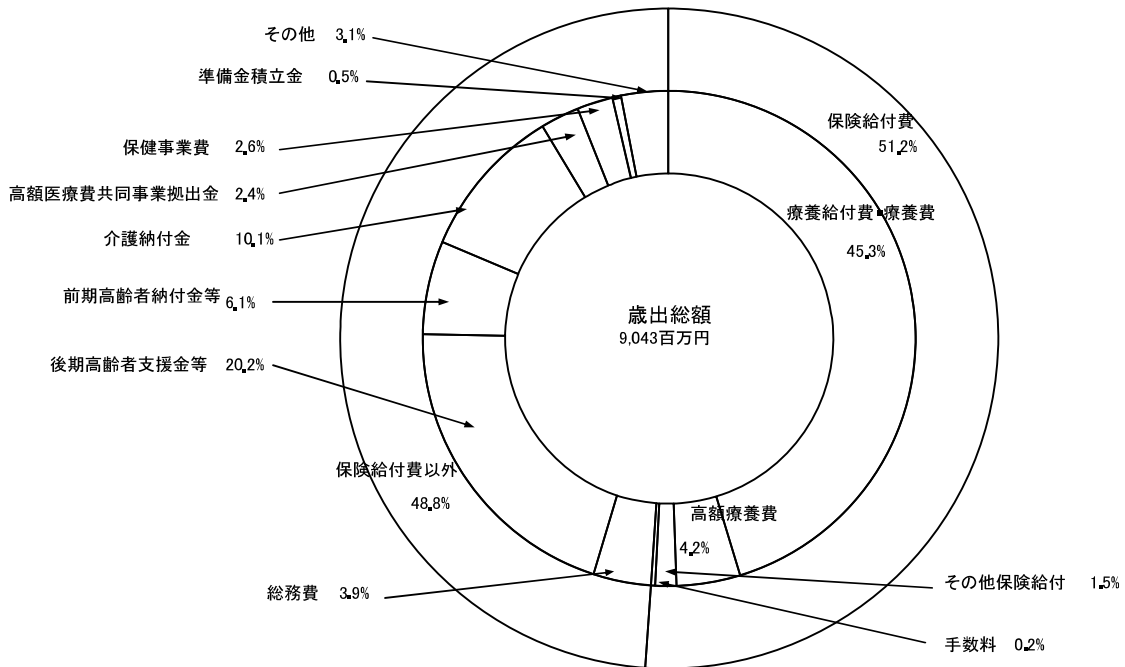 その他 3.1%
準備金積立金 0.5%
保健事業費 2.6%
高額医療費共同事業拠出金 2.4%
介護納付金 10.1%
前期高齢者納付金等 6.1%
後期高齢者支援金等 20.2%
保険給付費以外
48.8%
総務費 3.9%
保険給付費
51.2%
療養給付費・療養費
45.3%
歳出総額
9,043百万円
高額療養費
4.2%
その他保険給付 1.5%
手数料 0.2%